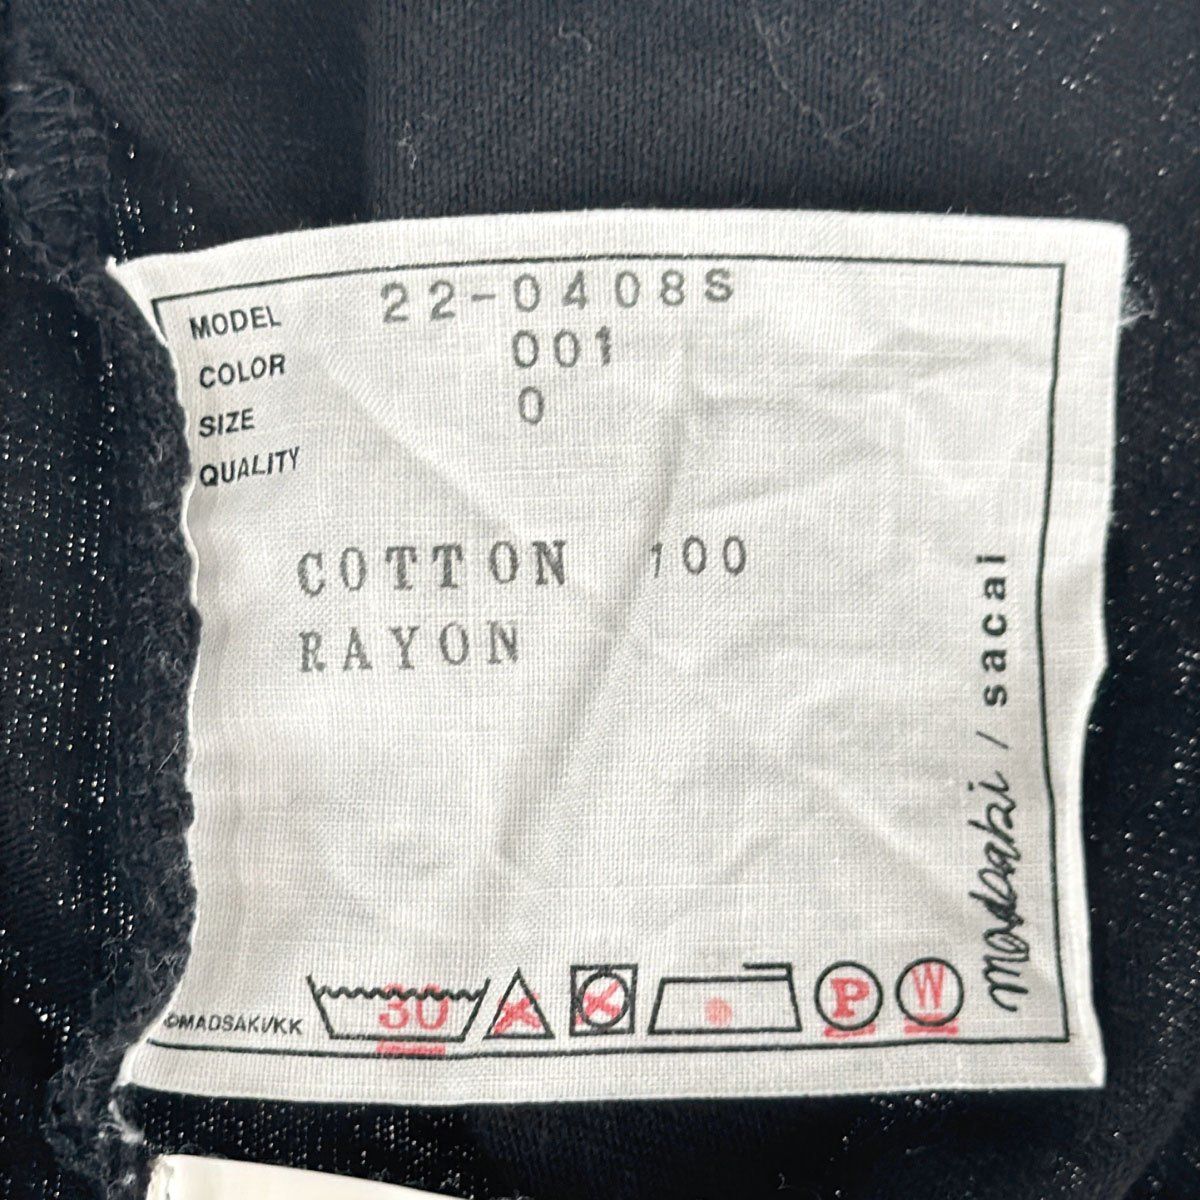 MODEL 22-0408S
COLOR 001
SIZE 0
QUALITY
COTTON 100
RAYON
madsaki / sacai
©MADSAKI/KK 30 P W